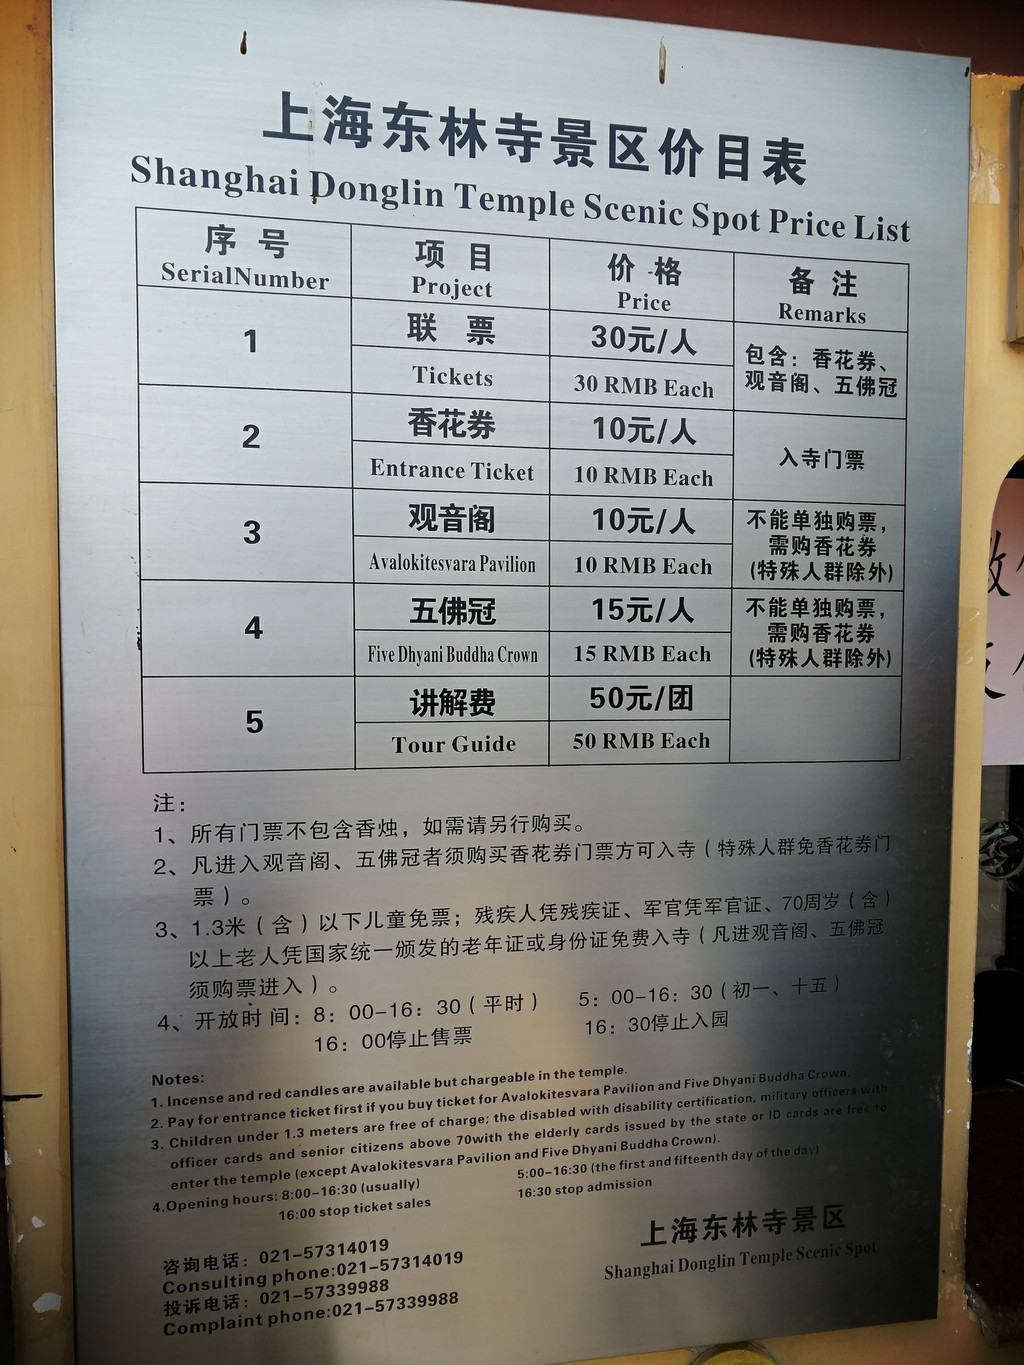 上海东林寺景区价目表
Shanghai Donglin Temple Scenic Spot Price List
序 号 项 目 价 格 备 注
SerialNumber Project Price Remarks
1 联 票 30元/人 包含：香花券、
Tickets 30 RMB Each 观音阁、五佛冠
2 香花券 10元/人 入寺门票
Entrance Ticket 10 RMB Each
3 观音阁 10元/人 不能单独购票，
需购香花券
Avalokitesvara Pavilion 10 RMB Each (特殊人群除外)
4 五佛冠 15元/人 不能单独购票，
需购香花券
Five Dhyani Buddha Crown 15 RMB Each (特殊人群除外)
5 讲解费 50元/团
Tour Guide 50 RMB Each
注：
1、所有门票不包含香烛，如需请另行购买。
2、凡进入观音阁、五佛冠者须购买香花券门票方可入寺（特殊人群免香花券门
票）。
3、1.3米（含）以下儿童免票；残疾人凭残疾证、军官凭军官证、70周岁（含）
以上老人凭国家统一颁发的老年证或身份证免费入寺（凡进观音阁、五佛冠
须购票进入）。
4、开放时间：8：00-16：30（平时） 5：00-16：30（初一、十五）
16：00停止售票 16：30停止入园
Notes:
1. Incense and red candles are available but chargeable in the temple.
2. Pay for entrance ticket first if you buy ticket for Avalokitesvara Pavilion and Five Dhyani Buddha Crown.
3. Children under 1.3 meters are free of charge; the disabled with disability certification, military officers with
officer cards and senior citizens above 70with the elderly cards issued by the state or ID cards are free to
enter the temple (except Avalokitesvara Pavilion and Five Dhyani Buddha Crown).
4.Opening hours: 8:00-16:30 (usually) 5:00-16:30 (the first and fifteenth day of the day)
16:00 stop ticket sales 16:30 stop admission
上海东林寺景区
Shanghai Donglin Temple Scenic Spot
咨询电话：021-57314019
Consulting phone:021-57314019
投诉电话：021-57339988
Complaint phone:021-57339988